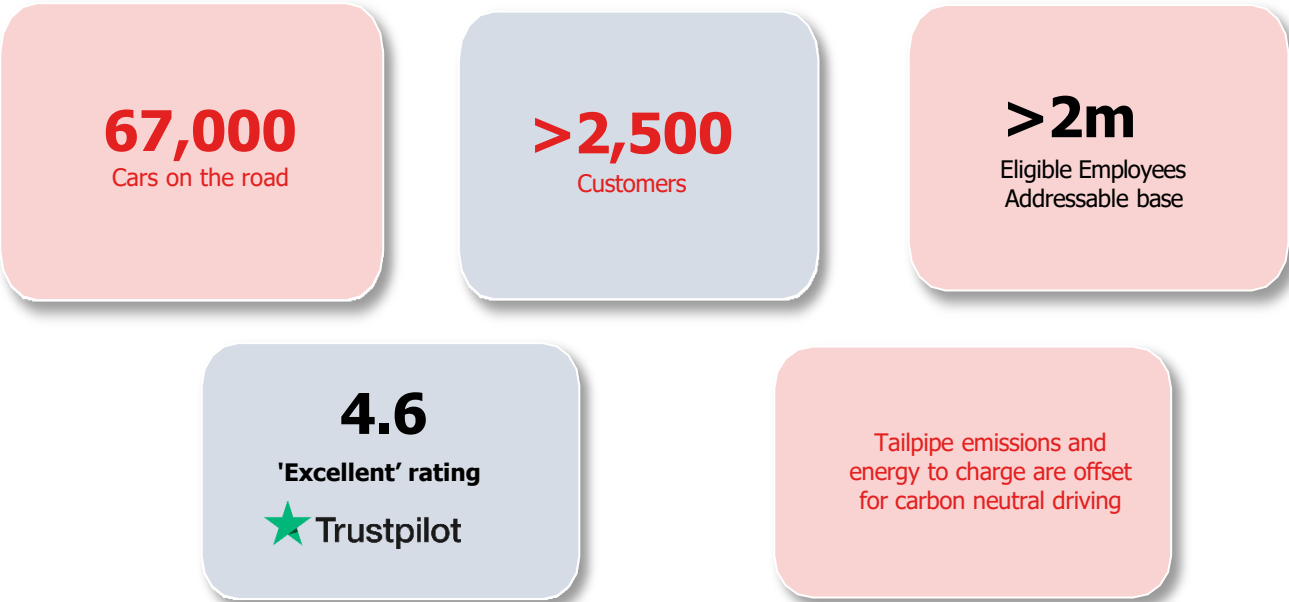 67,000
Cars on the road
>2,500
Customers
>2m
Eligible Employees
Addressable base
4.6
'Excellent’ rating
Trustpilot
Tailpipe emissions and
energy to charge are offset
for carbon neutral driving